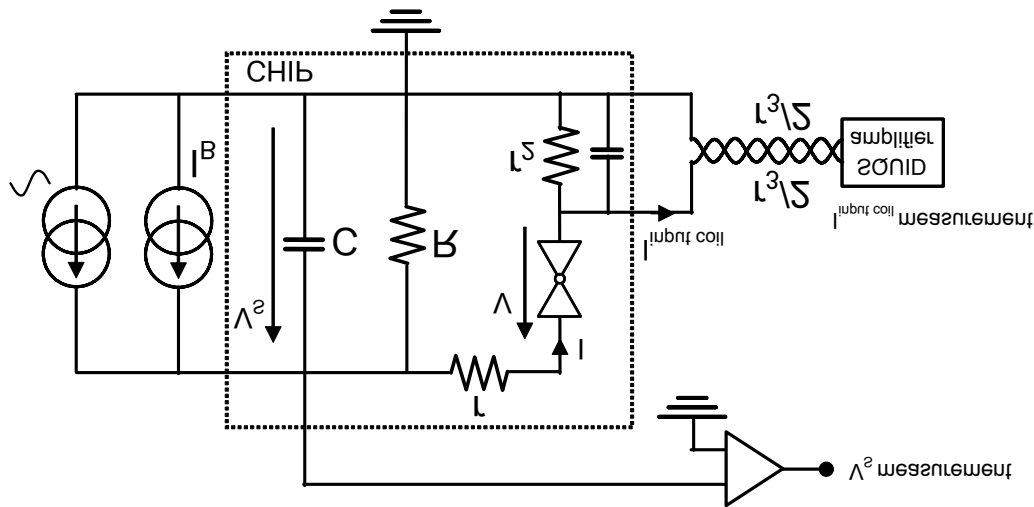 CHIP
r3/2
SQUID
amplifier
r3/2
IB
r2
Iinput coil measurement
C
R
Iinput coil
VS
V
I
r
VS measurement